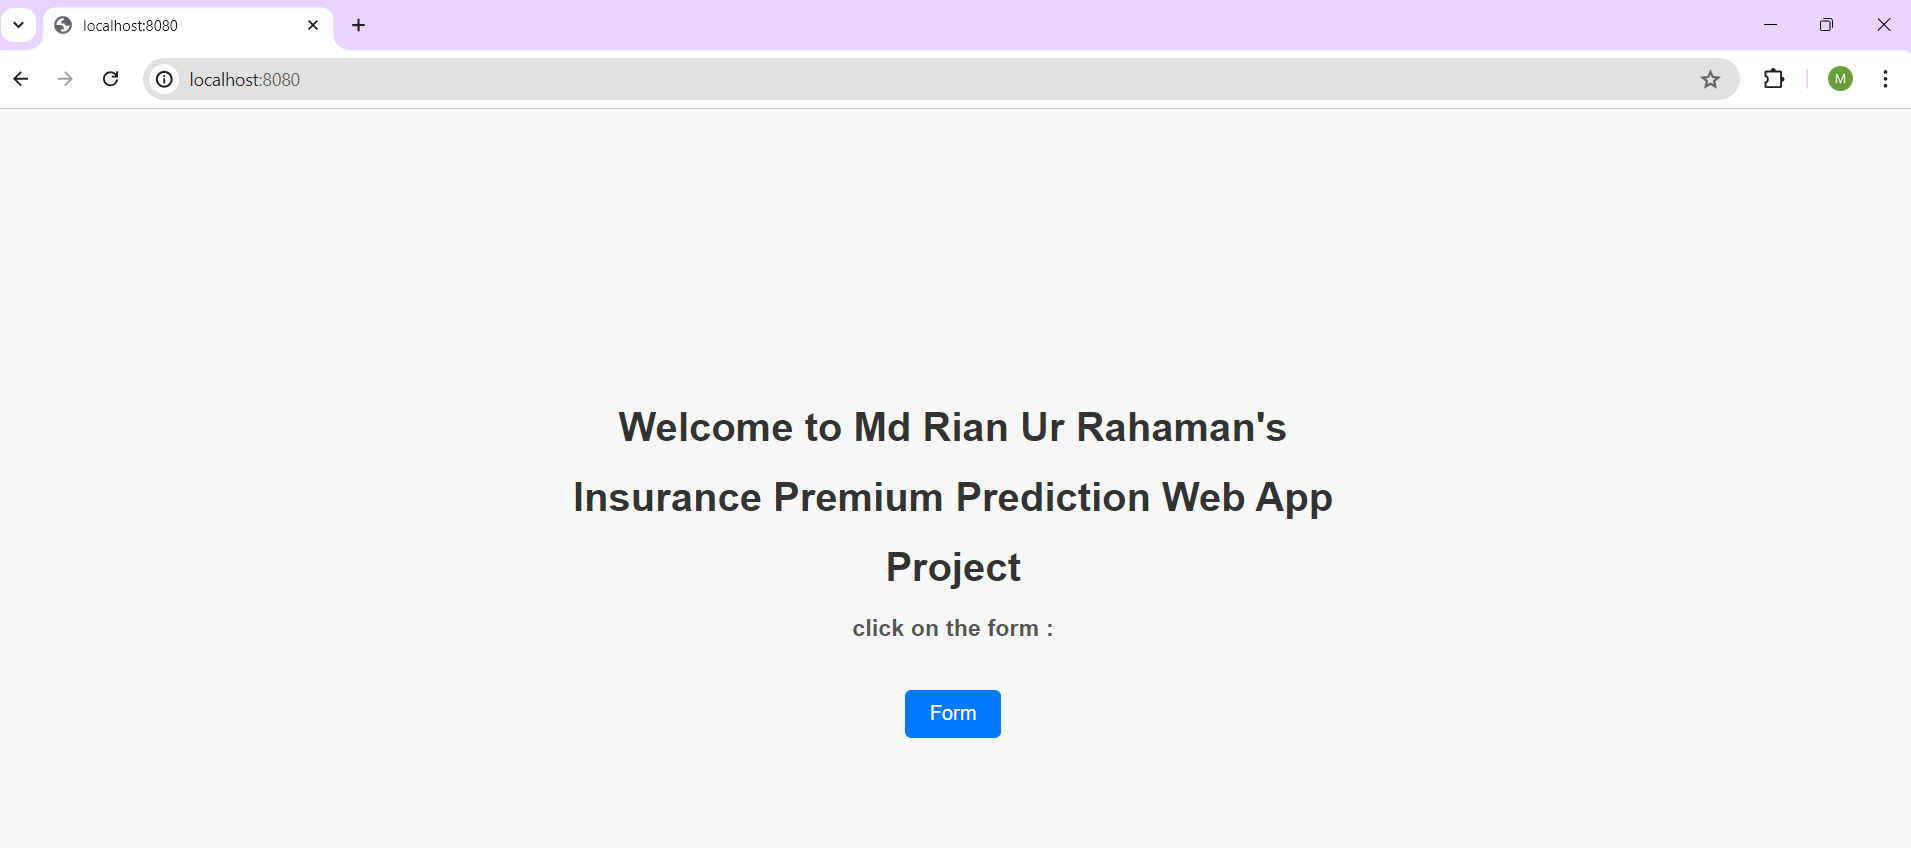 localhost:8080
localhost:8080
M
Welcome to Md Rian Ur Rahaman's
Insurance Premium Prediction Web App
Project
click on the form :
Form